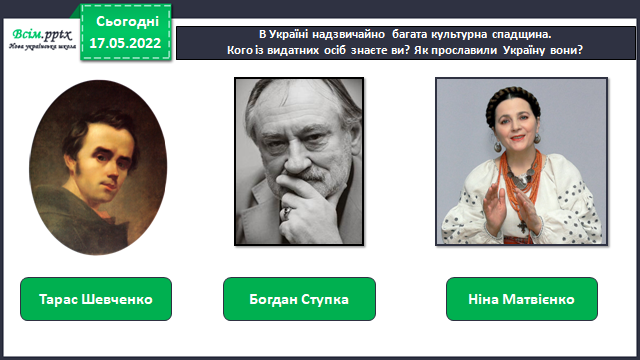 Всім.pptx
Нова українська школа
Сьогодні
17.05.2022
В Україні надзвичайно багата культурна спадщина.
Кого із видатних осіб знаєте ви? Як прославили Україну вони?
Тарас Шевченко
Богдан Ступка
Ніна Матвієнко